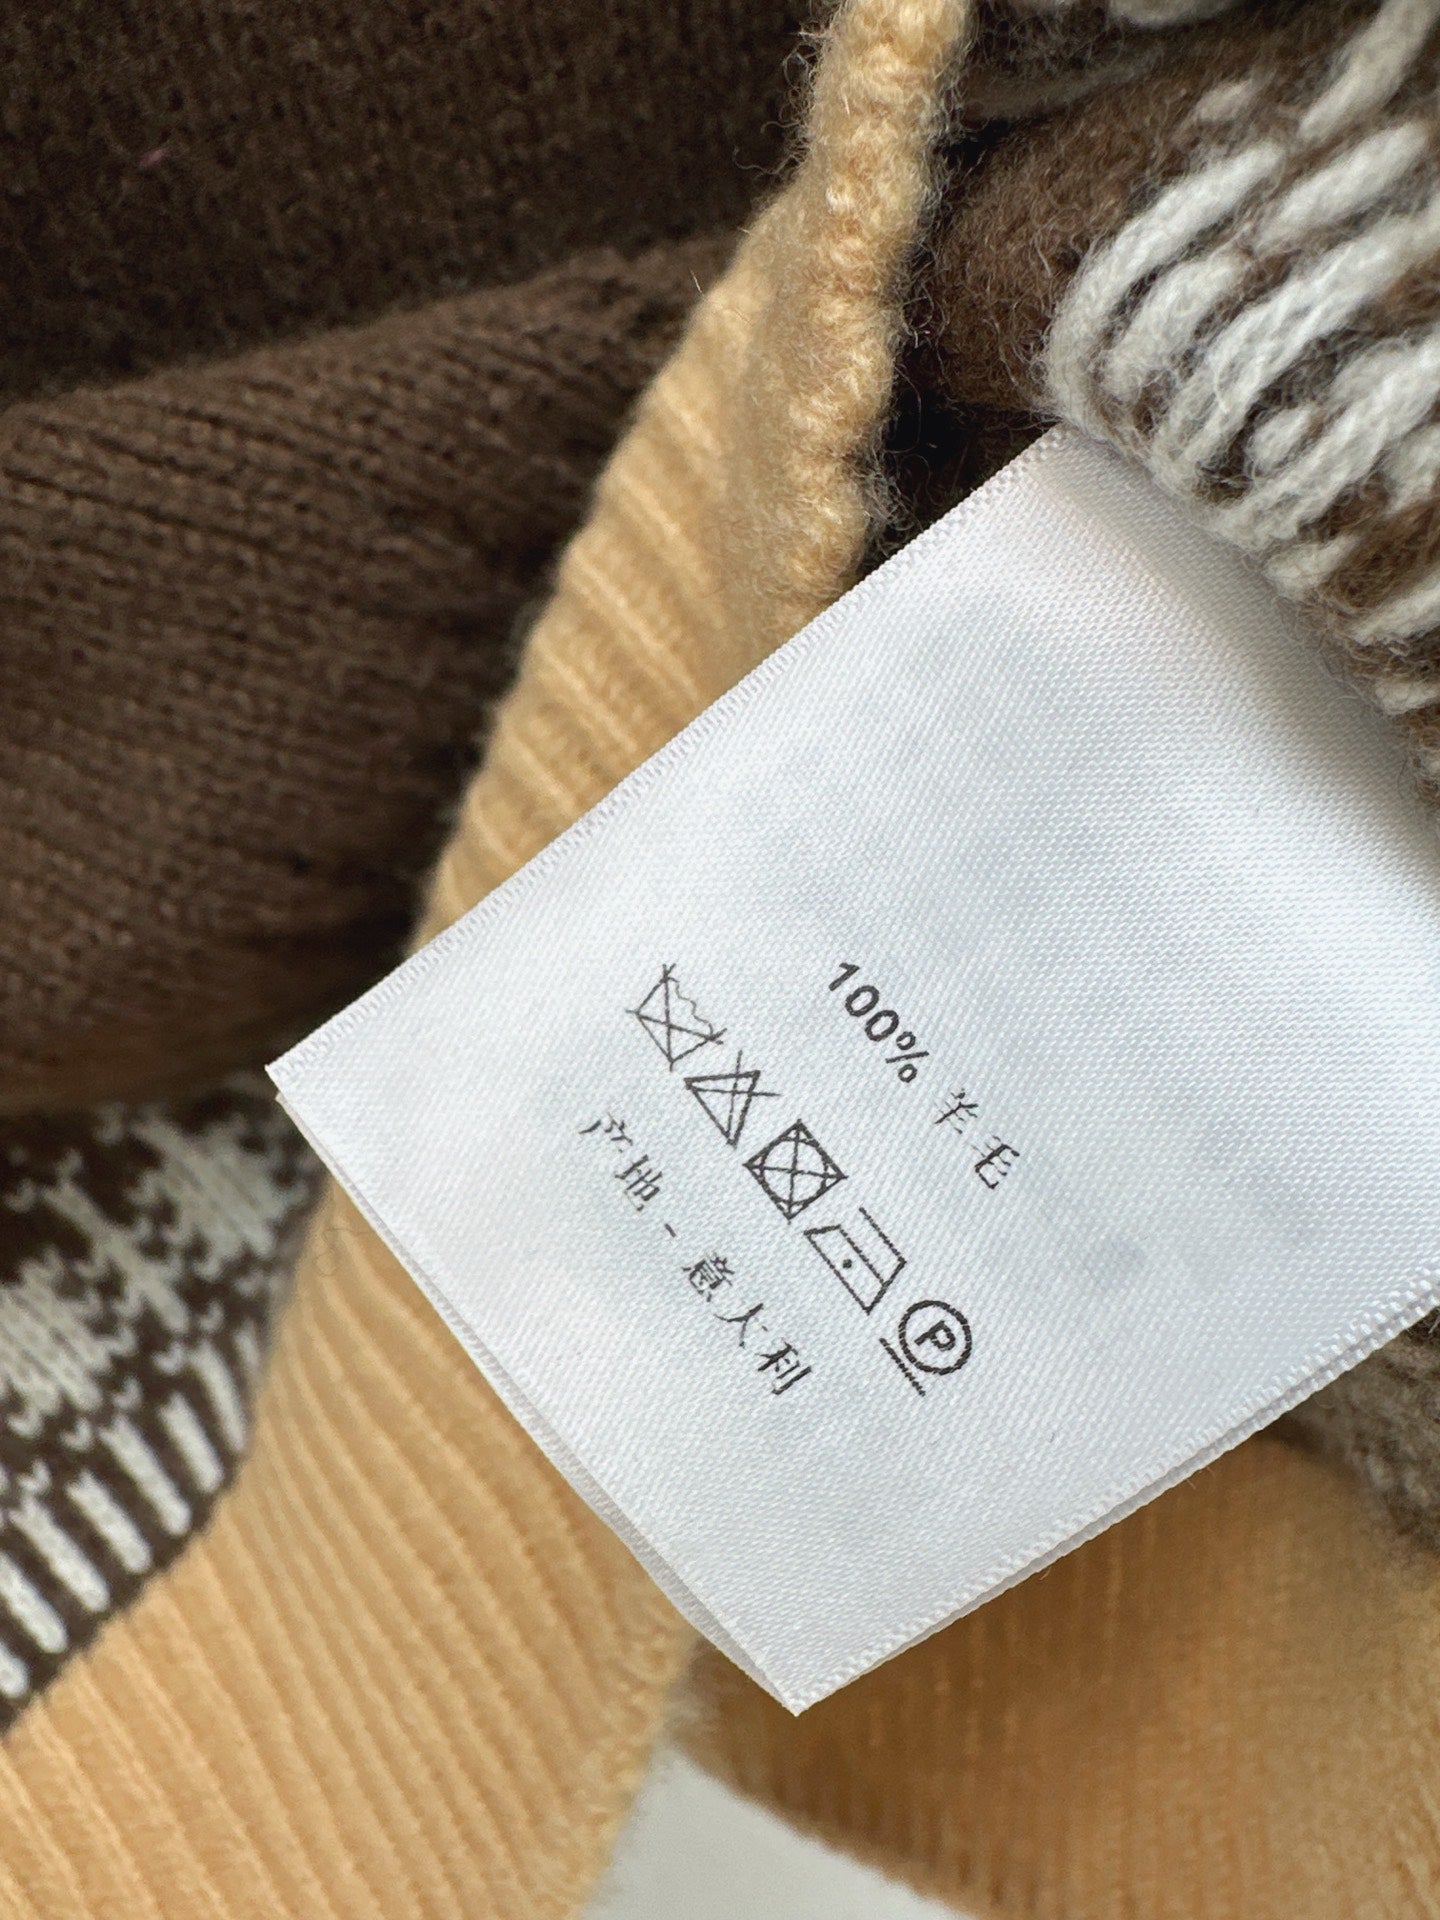 100% 羊毛
P
产地 - 意大利